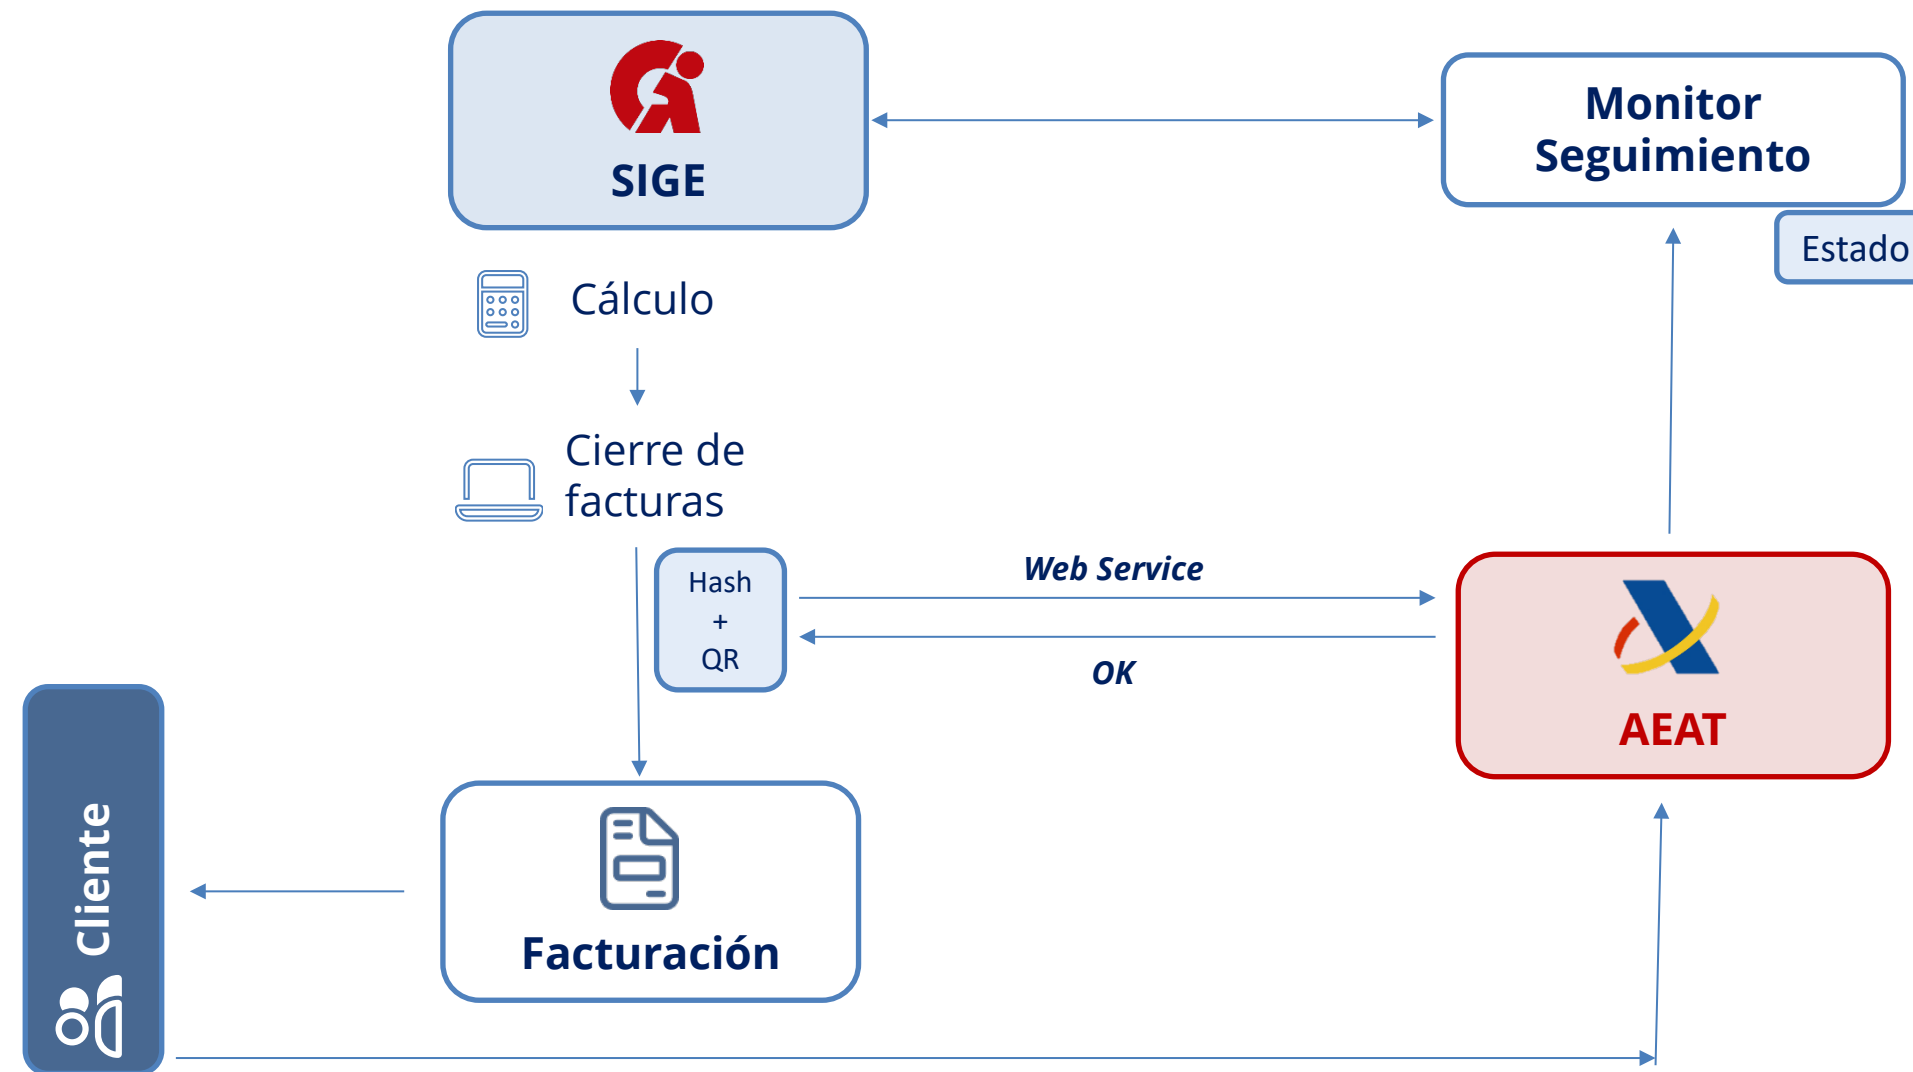 SIGE
Monitor
Seguimiento
Estado
Cálculo
Cierre de
facturas
Hash
+
QR
Web Service
OK
AEAT
Facturación
Cliente